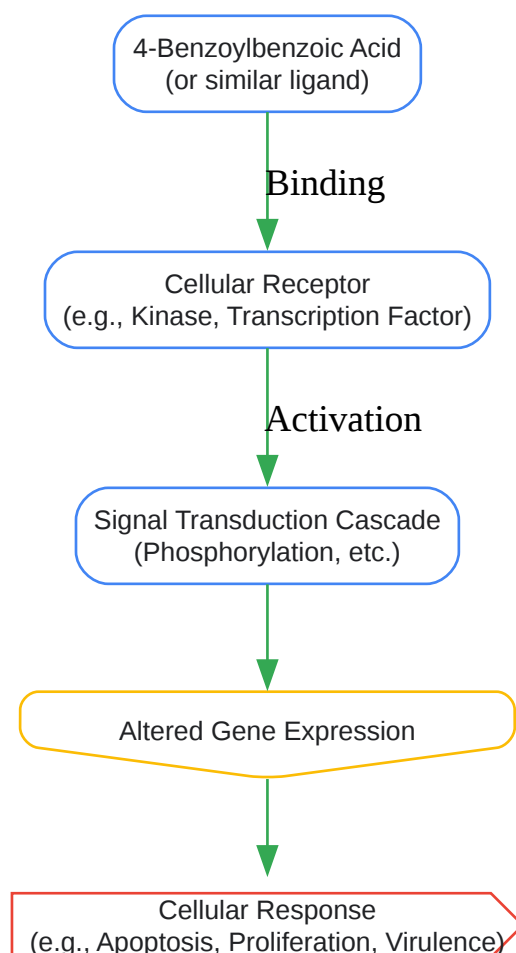 4-Benzoylbenzoic Acid
(or similar ligand)
Binding
Cellular Receptor
(e.g., Kinase, Transcription Factor)
Activation
Signal Transduction Cascade
(Phosphorylation, etc.)
Altered Gene Expression
Cellular Response
(e.g., Apoptosis, Proliferation, Virulence)